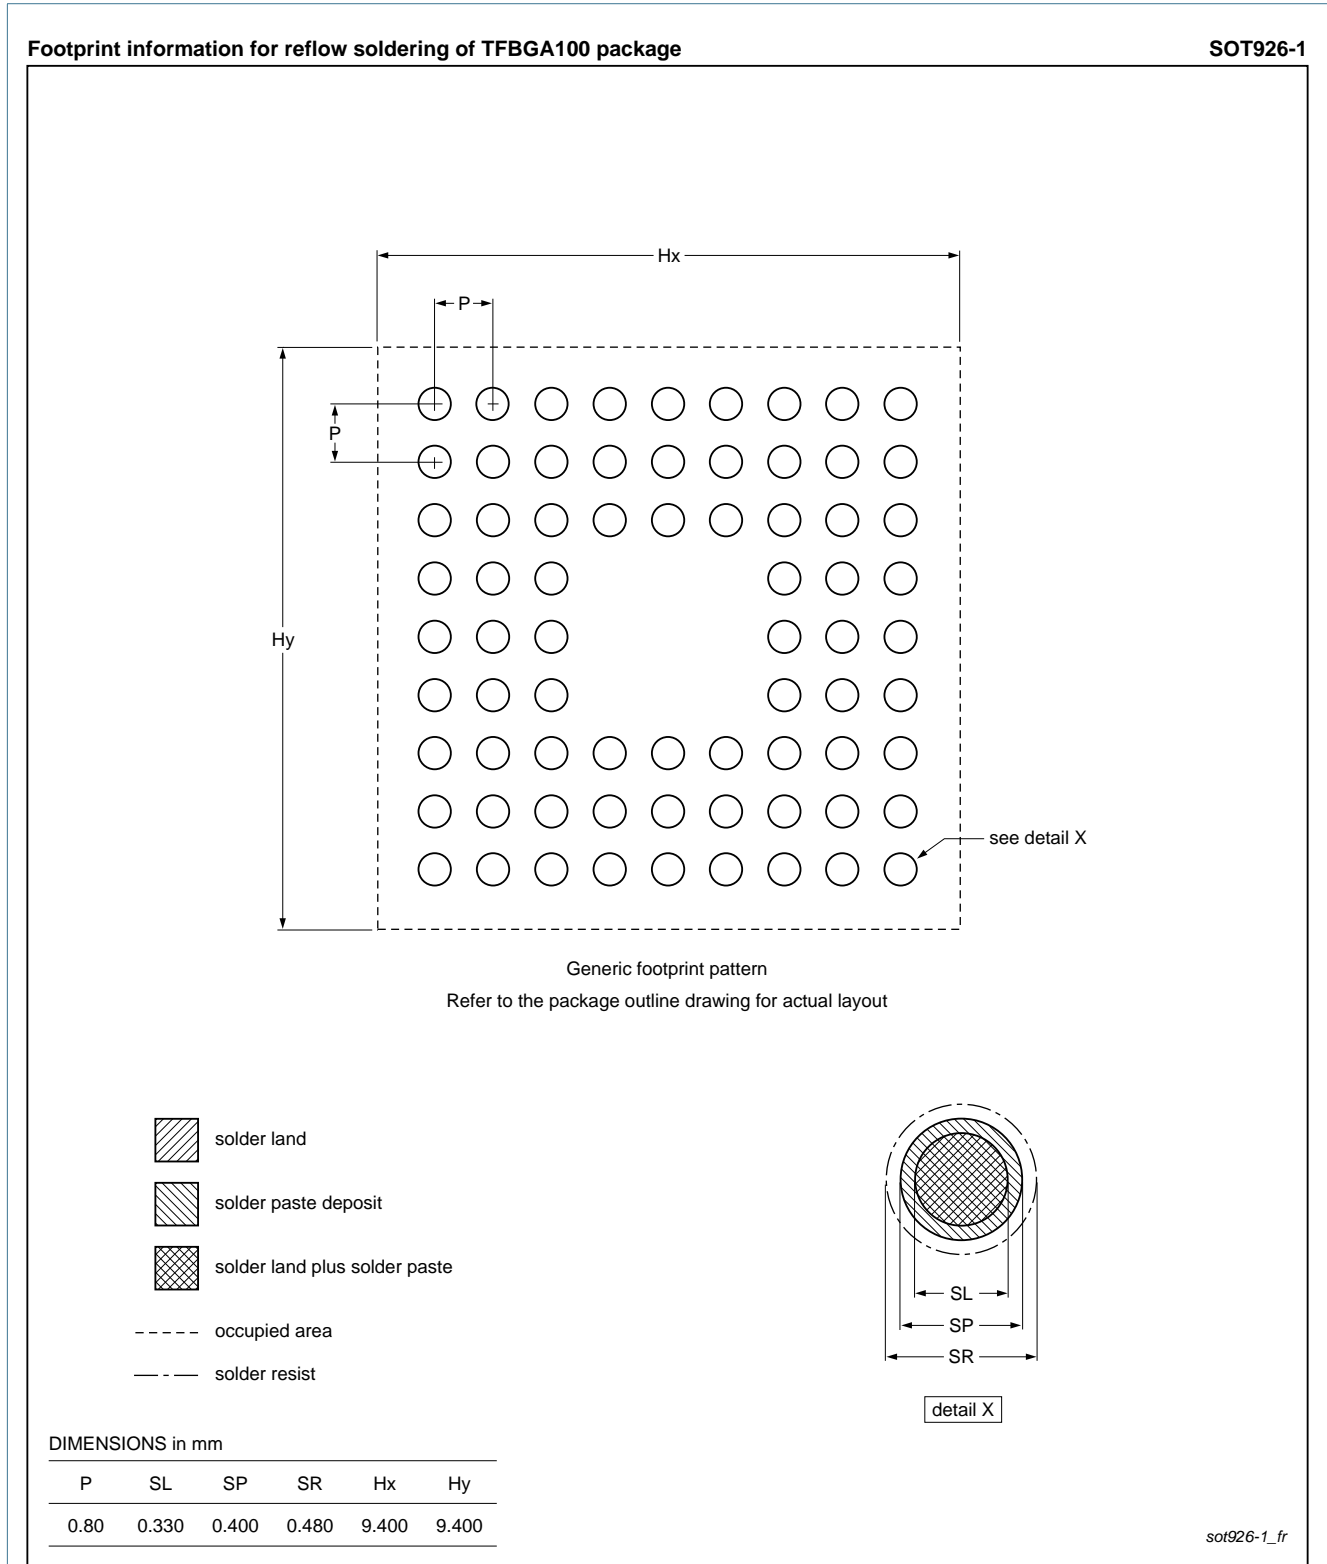 Footprint information for reflow soldering of TFBGA100 package SOT926-1
Hx
P
P
Hy
see detail X
Generic footprint pattern
Refer to the package outline drawing for actual layout
solder land
solder paste deposit
solder land plus solder paste
occupied area
solder resist
SL
SP
SR
detail X
DIMENSIONS in mm
P SL SP SR Hx Hy
0.80 0.330 0.400 0.480 9.400 9.400
sot926-1_fr